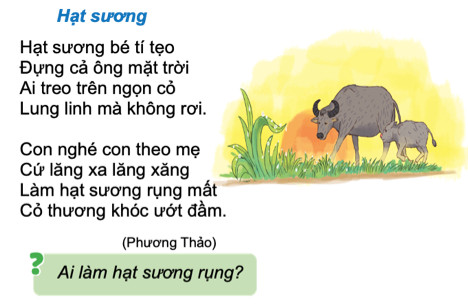 Hạt sương
Hạt sương bé tí tẹo
Đựng cả ông mặt trời
Ai treo trên ngọn cỏ
Lung linh mà không rơi.
Con nghé con theo mẹ
Cứ lăng xa lăng xăng
Làm hạt sương rụng mất
Cỏ thương khóc ướt đầm.
(Phương Thảo)
? Ai làm hạt sương rụng?